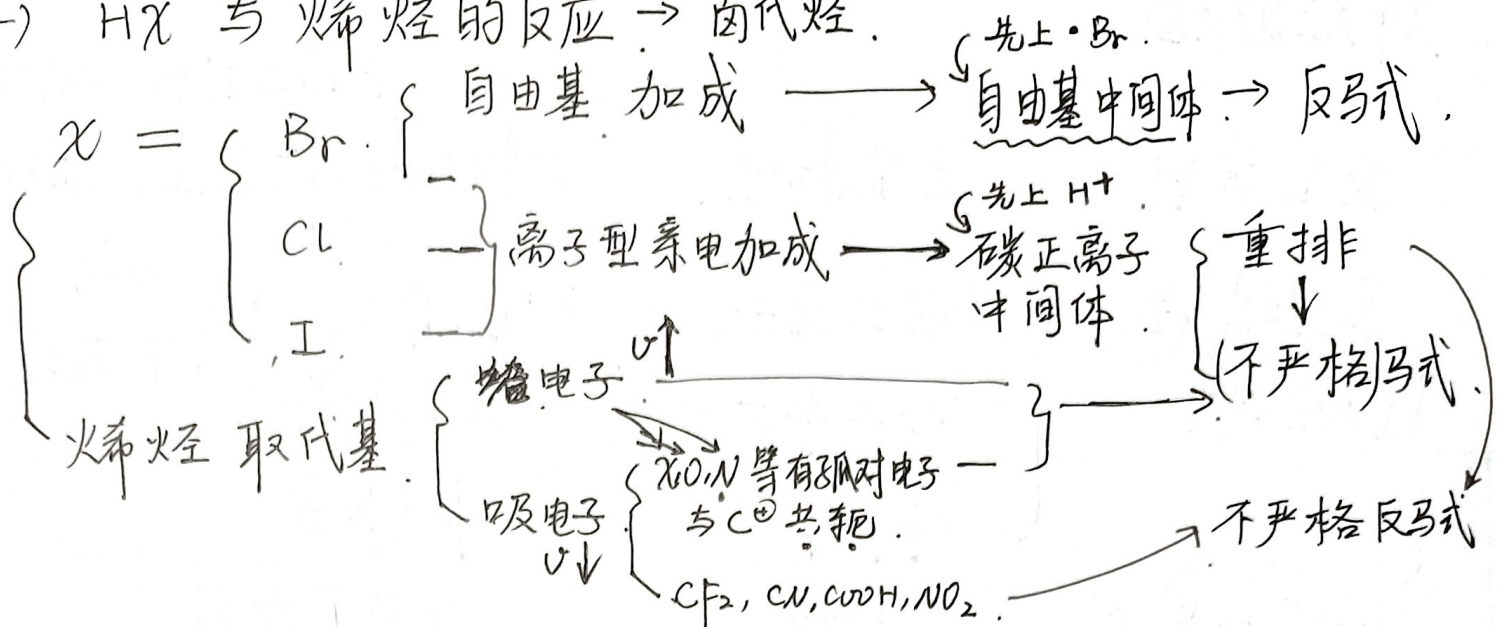 -) HX 与烯烃的反应 → 卤代烃.
先上·Br.
自由基加成 → 自由基中间体 → 反马式.
X = Br.
Cl
I.
先上 H⁺
离子型亲电加成 → 碳正离子
中间体.
重排
↓
(不严格)马式.
烯烃取代基.
电子 v↑
吸电子 v↓
X,O,N 等有孤对电子
与 C⊕ 共轭.
CF₂, CN, COOH, NO₂.
不严格反马式